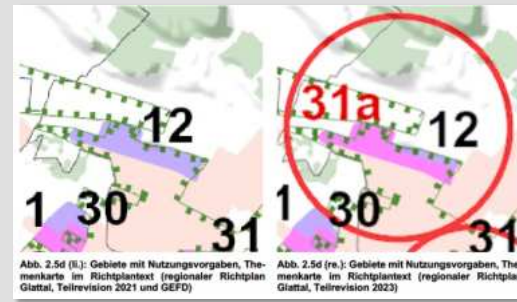 12
1 30
31
31a
12
1 30
31
Abb. 2.5d (li.): Gebiete mit Nutzungsvorgaben, The-
menkarte im Richtplantext (regionaler Richtplan
Glattal, Teilrevision 2021 und GEFD)
Abb. 2.5d (re.): Gebiete mit Nutzungsvorgaben, The
menkarte im Richtplantext (regionaler Richtplan
Glattal, Teilrevision 2023)